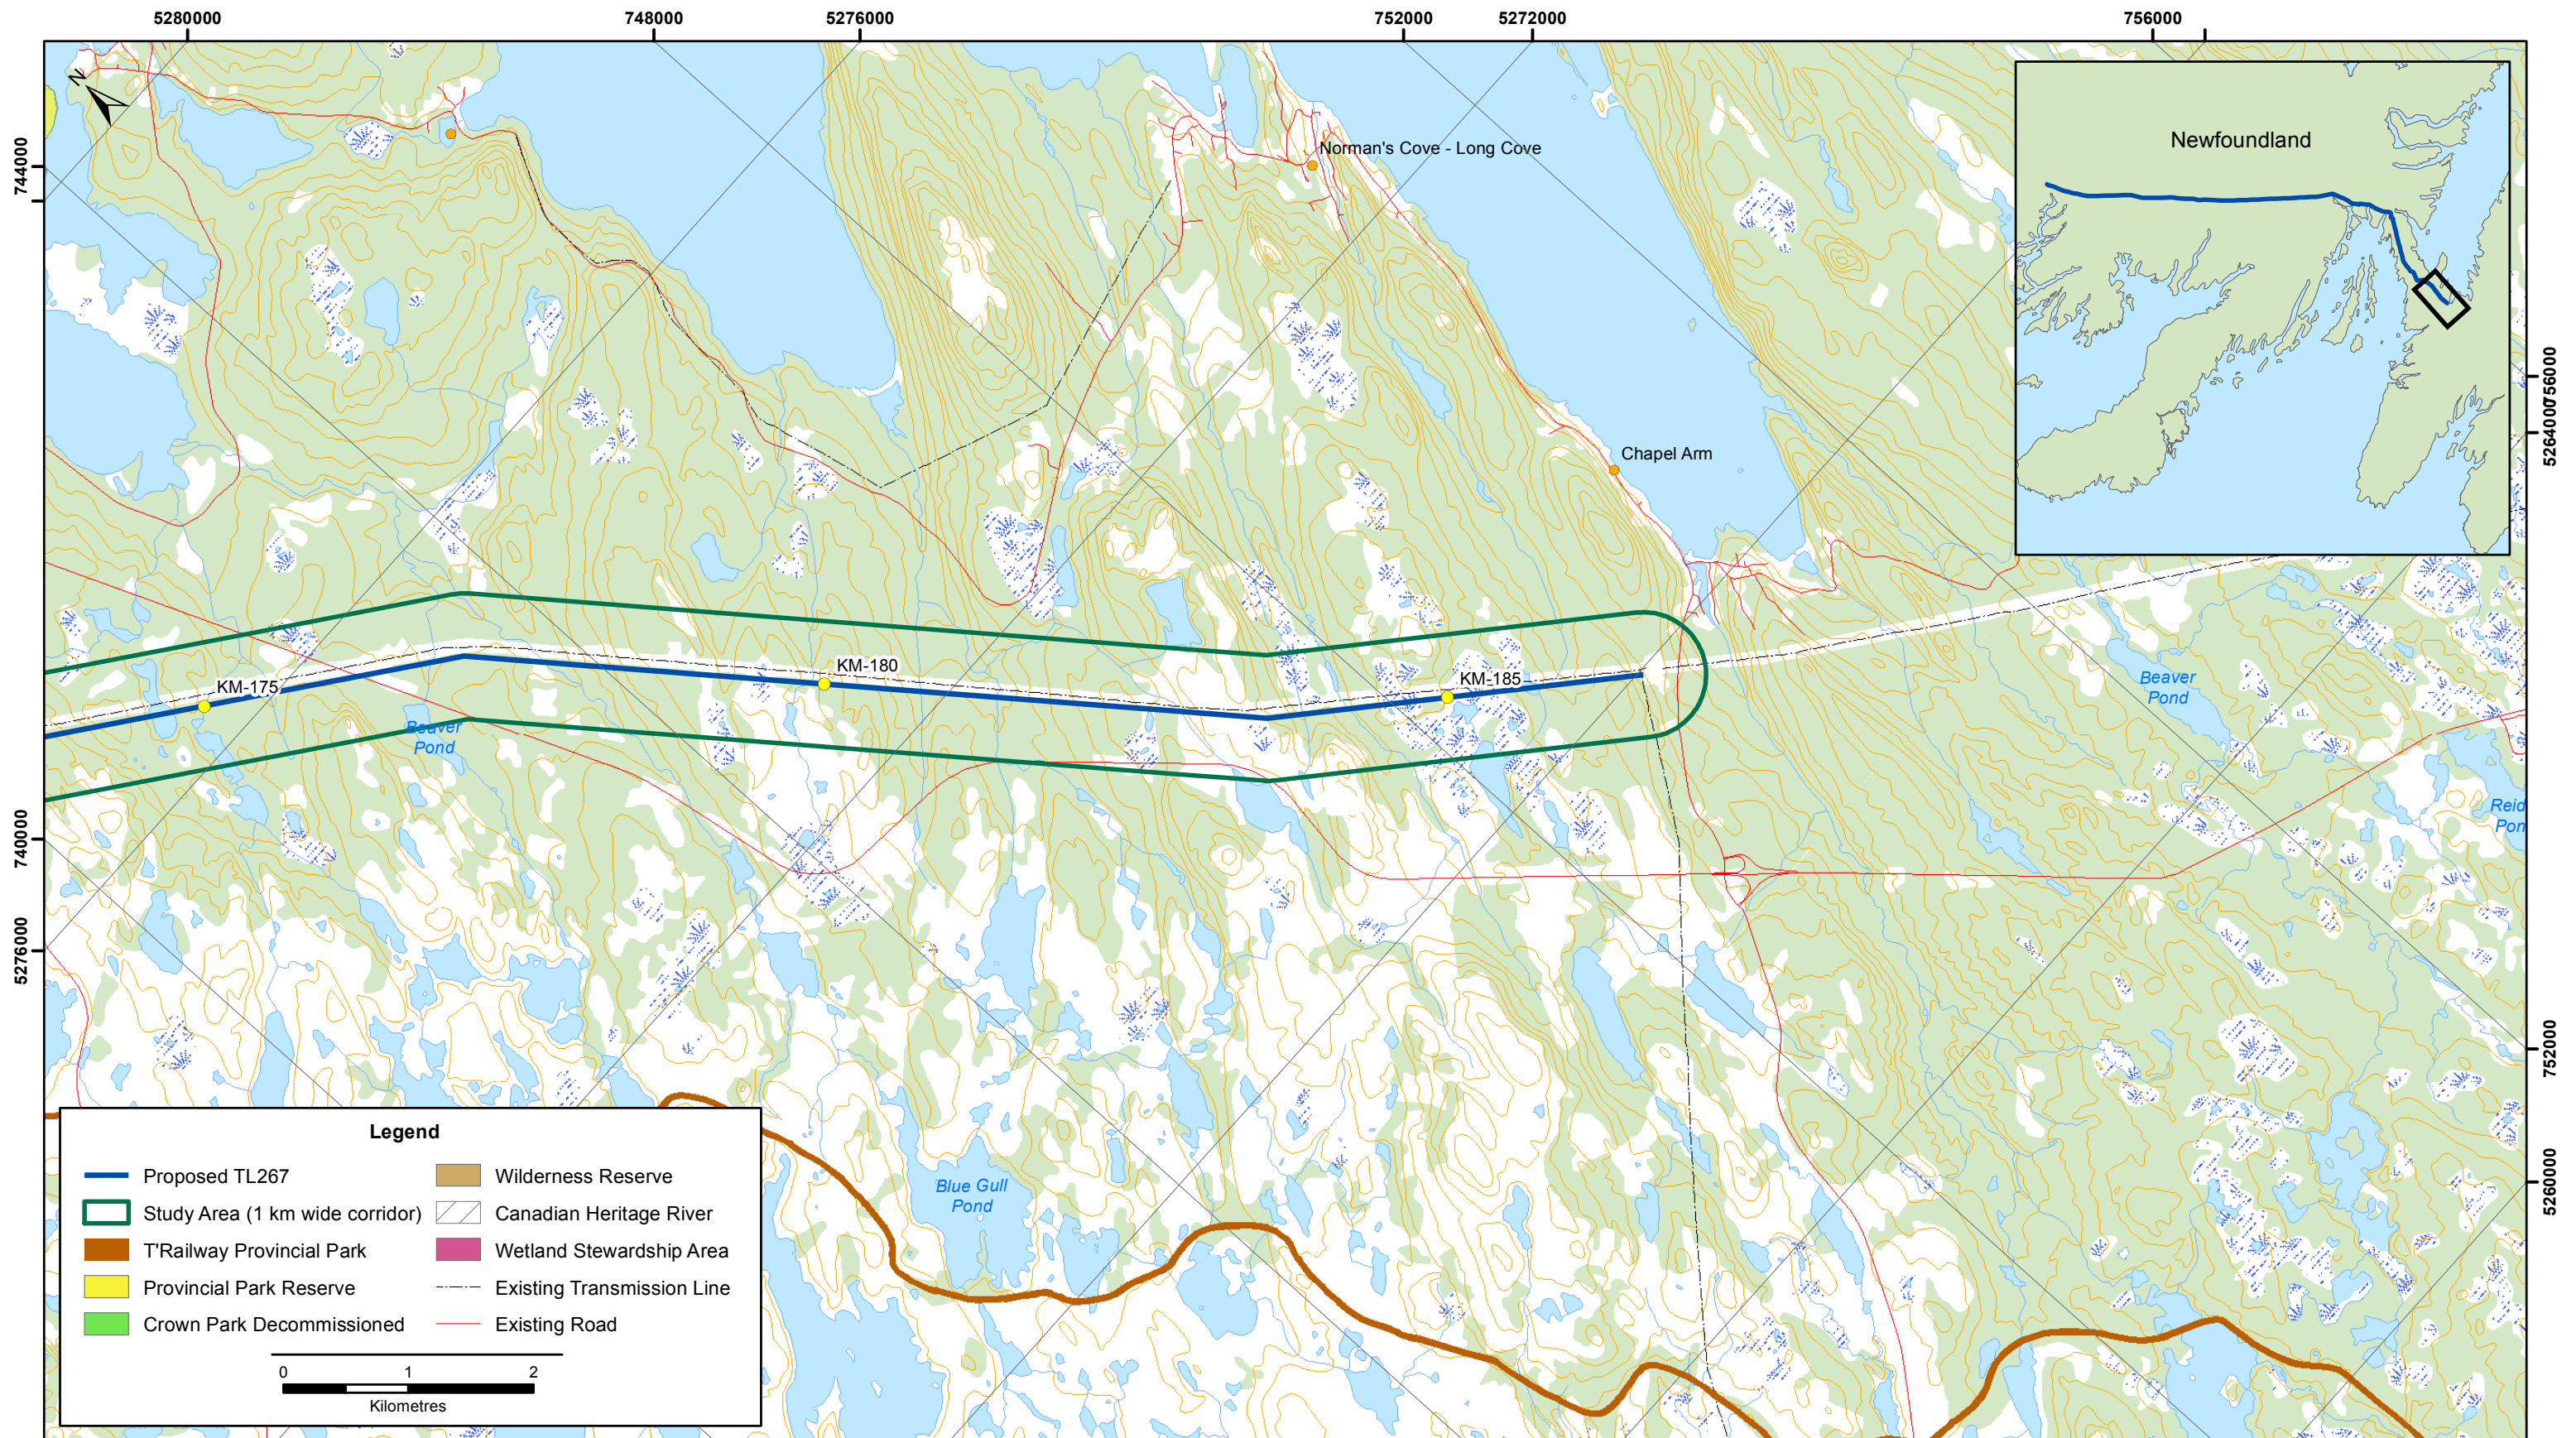 5280000
748000
5276000
752000
5272000
756000
N
744000
Norman's Cove - Long Cove
Newfoundland
756000
5264000
Chapel Arm
KM-175
KM-180
KM-185
Beaver
Pond
Beaver
Pond
Reid
Pon
740000
5276000
752000
5260000
Blue Gull
Pond
Legend
Proposed TL267
Study Area (1 km wide corridor)
T'Railway Provincial Park
Provincial Park Reserve
Crown Park Decommissioned
Wilderness Reserve
Canadian Heritage River
Wetland Stewardship Area
Existing Transmission Line
Existing Road
0 1 2
Kilometres